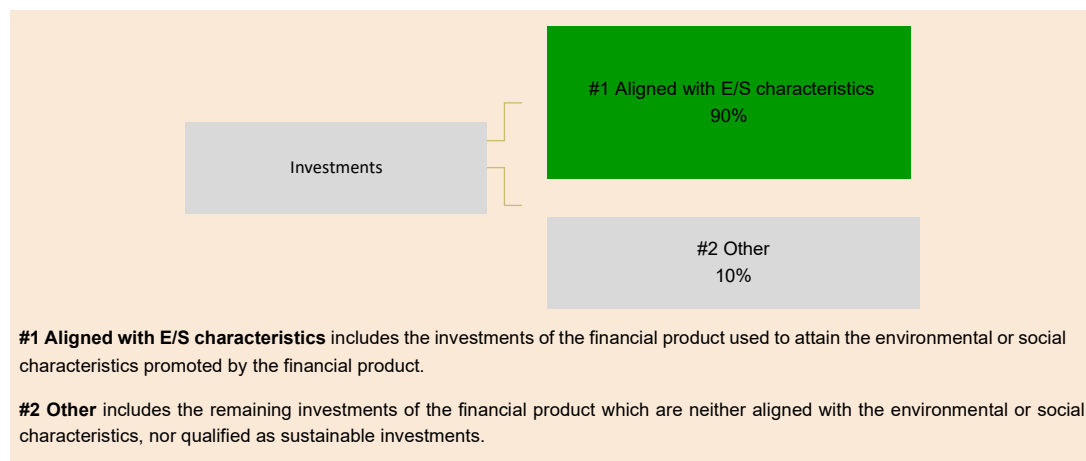 #1 Aligned with E/S characteristics
90%
Investments
#2 Other
10%
#1 Aligned with E/S characteristics includes the investments of the financial product used to attain the environmental or social
characteristics promoted by the financial product.
#2 Other includes the remaining investments of the financial product which are neither aligned with the environmental or social
characteristics, nor qualified as sustainable investments.